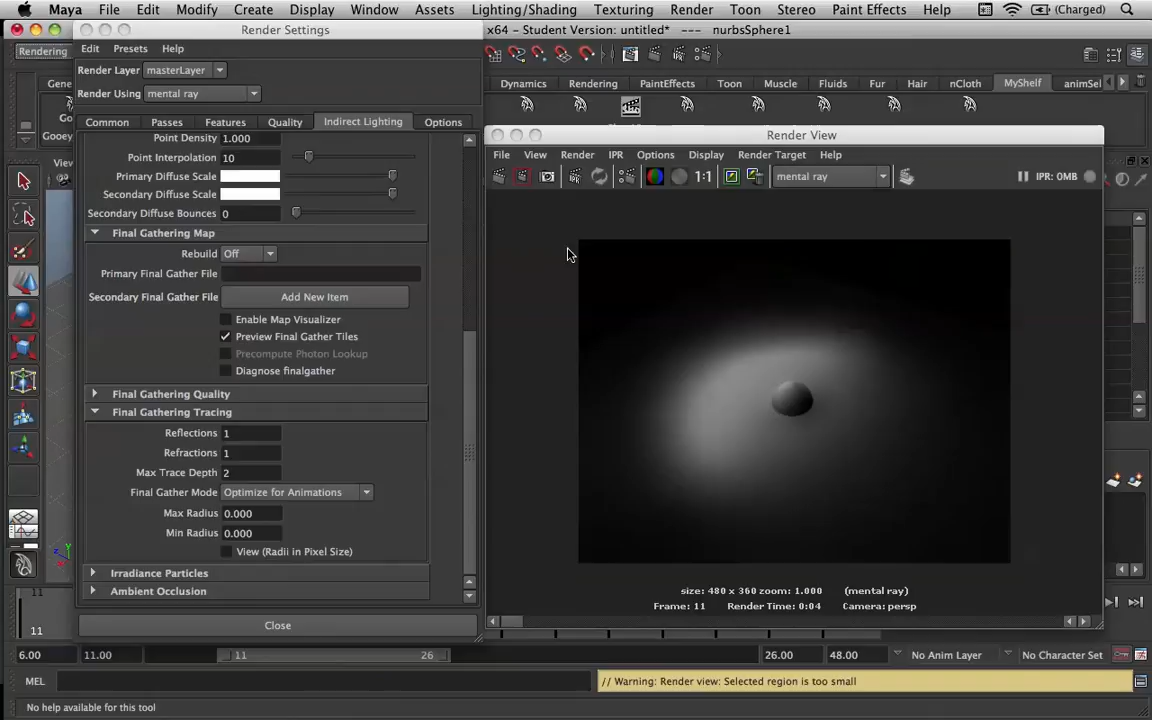 Maya File Edit Modify Create Display Window Assets Lighting/Shading Texturing Render Toon Stereo Paint Effects Help (Charged)
Render Settings
x64 - Student Version: untitled* --- nurbsSphere1
Edit Presets Help
Rendering
Render Layer masterLayer
Render Using mental ray
Gene
Dynamics Rendering PaintEffects Toon Muscle Fluids Fur Hair nCloth MyShelf animSel
Gooey
Common Passes Features Quality Indirect Lighting Options
Point Density 1.000
Point Interpolation 10
Primary Diffuse Scale
Secondary Diffuse Scale
Secondary Diffuse Bounces 0
Final Gathering Map
Rebuild Off
Primary Final Gather File
Secondary Final Gather File Add New Item
Enable Map Visualizer
Preview Final Gather Tiles
Precompute Photon Lookup
Diagnose finalgather
Final Gathering Quality
Final Gathering Tracing
Reflections 1
Refractions 1
Max Trace Depth 2
Final Gather Mode Optimize for Animations
Max Radius 0.000
Min Radius 0.000
View (Radii in Pixel Size)
Irradiance Particles
Ambient Occlusion
Close
Render View
File View Render IPR Options Display Render Target Help
1:1 mental ray IPR: 0MB
size: 480 x 360 zoom: 1.000 (mental ray)
Frame: 11 Render Time: 0:04 Camera: persp
View
11
11
6.00 11.00 11 26 26.00 48.00 No Anim Layer No Character Set
MEL // Warning: Render view: Selected region is too small
No help available for this tool